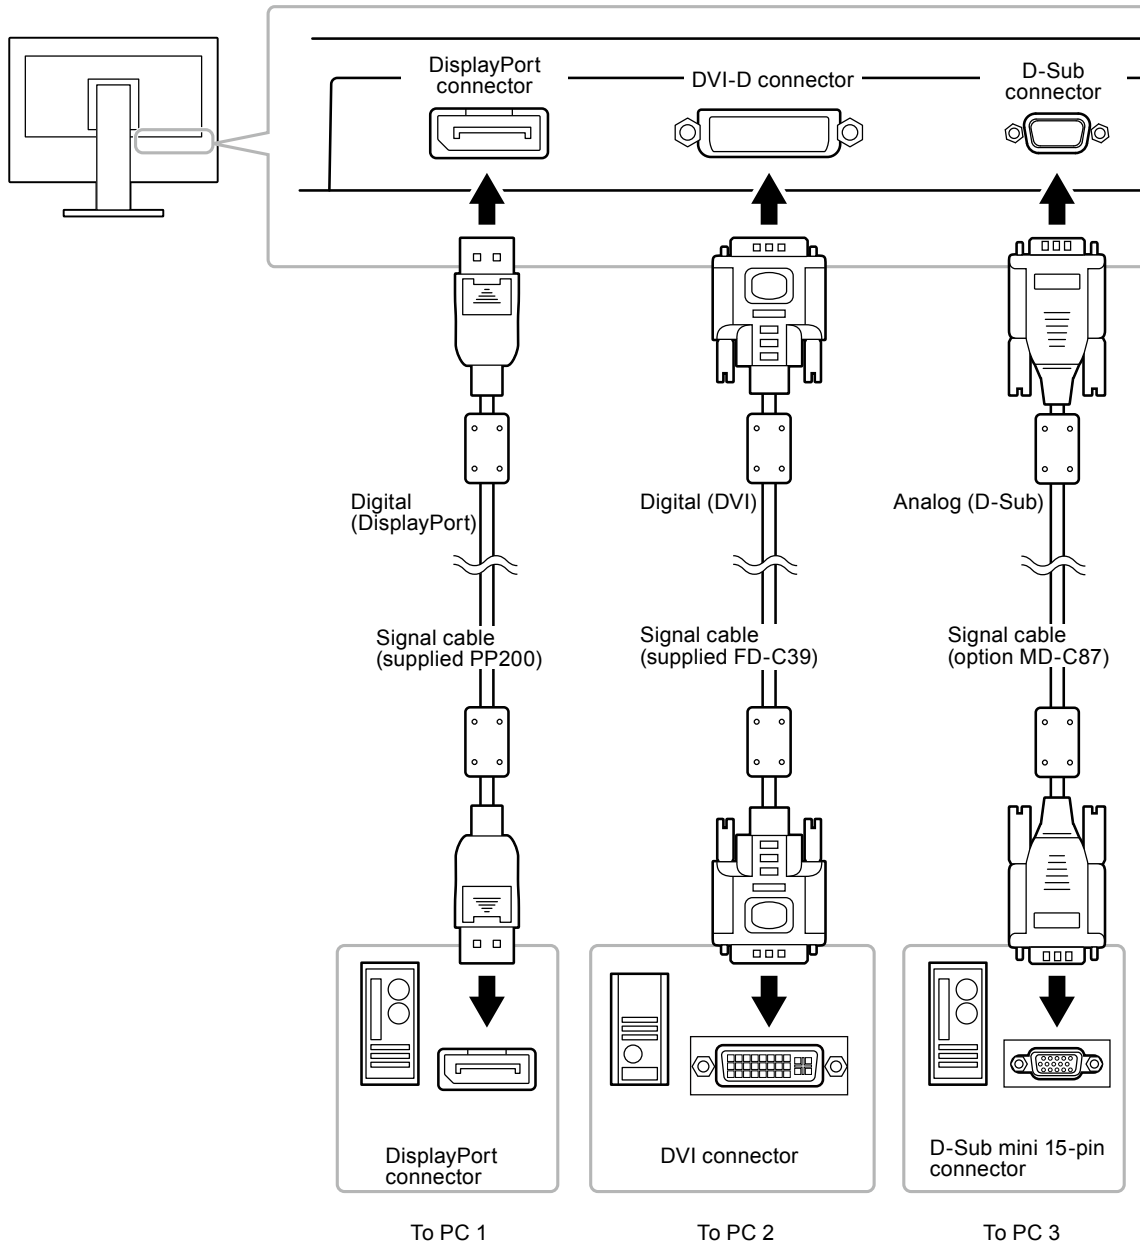 DisplayPort
connector
DVI-D connector
D-Sub
connector
Digital
(DisplayPort)
Digital (DVI)
Analog (D-Sub)
Signal cable
(supplied PP200)
Signal cable
(supplied FD-C39)
Signal cable
(option MD-C87)
DisplayPort
connector
DVI connector
D-Sub mini 15-pin
connector
To PC 1
To PC 2
To PC 3